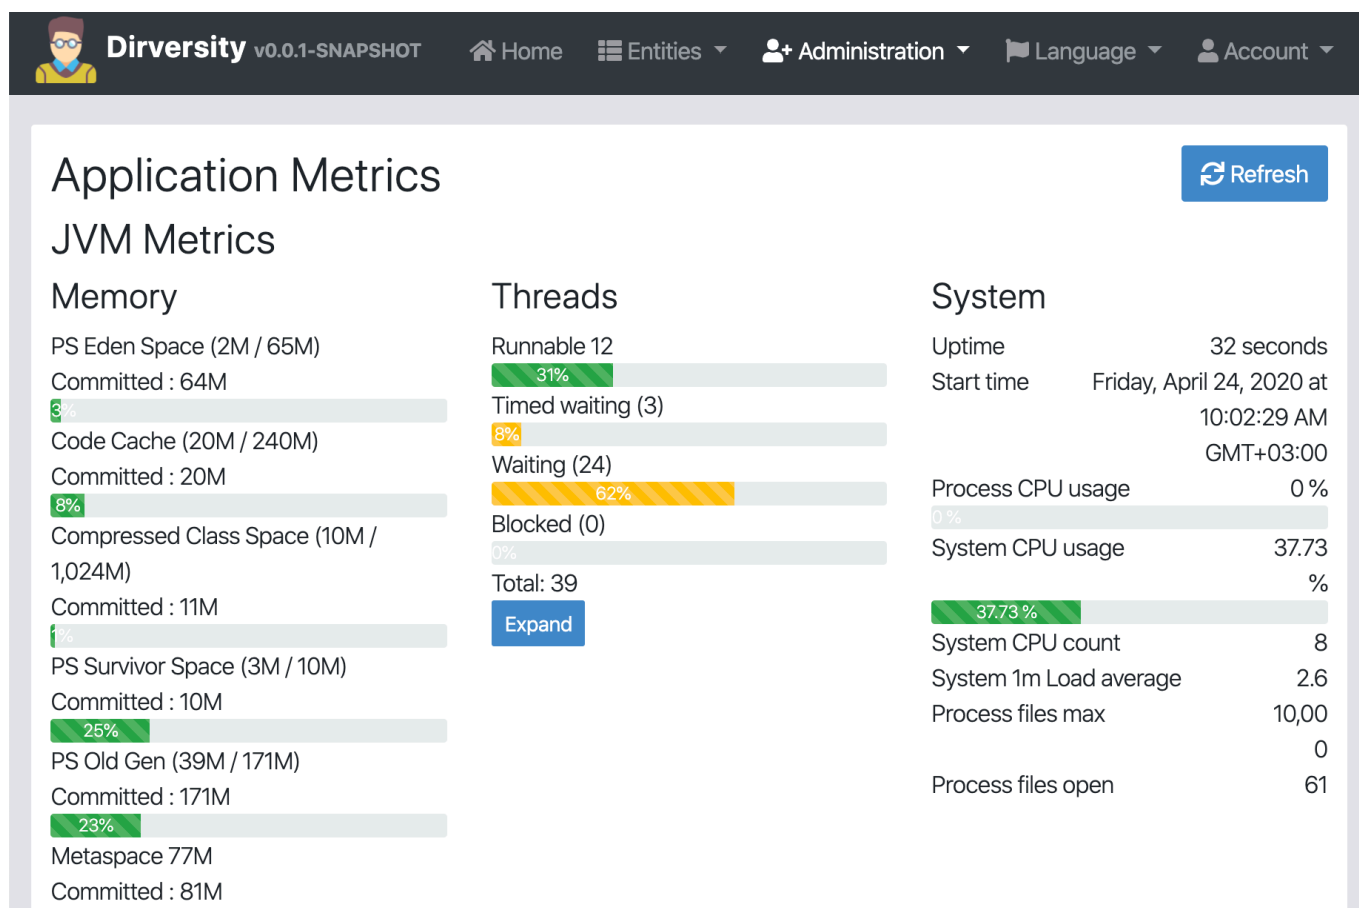 Dirversity v0.0.1-SNAPSHOT Home Entities Administration Language Account
Application Metrics
Refresh
JVM Metrics
Memory
PS Eden Space (2M / 65M)
Committed : 64M
3%
Code Cache (20M / 240M)
Committed : 20M
8%
Compressed Class Space (10M /
1,024M)
Committed : 11M
1%
PS Survivor Space (3M / 10M)
Committed : 10M
25%
PS Old Gen (39M / 171M)
Committed : 171M
23%
Metaspace 77M
Committed : 81M
Threads
Runnable 12
31%
Timed waiting (3)
8%
Waiting (24)
62%
Blocked (0)
0%
Total: 39
Expand
System
Uptime 32 seconds
Start time Friday, April 24, 2020 at
10:02:29 AM
GMT+03:00
Process CPU usage 0 %
0 %
System CPU usage 37.73
%
37.73 %
System CPU count 8
System 1m Load average 2.6
Process files max 10,00
0
Process files open 61